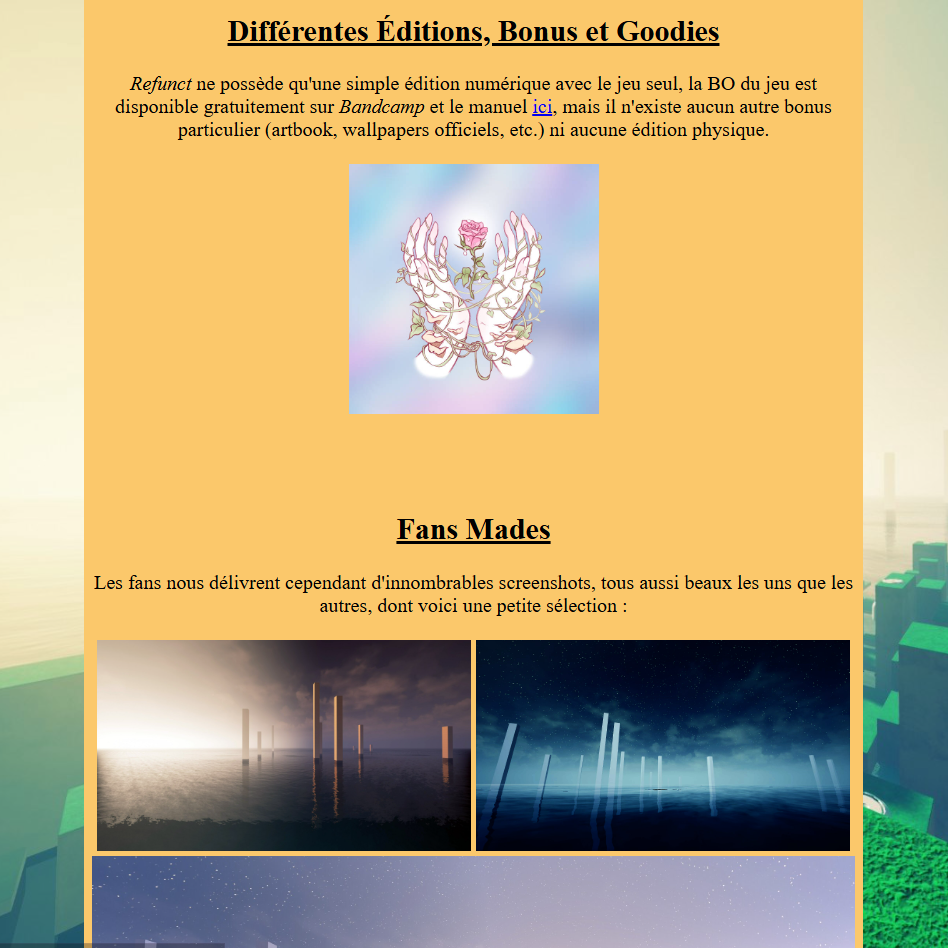 Différentes Éditions, Bonus et Goodies
Refunct ne possède qu'une simple édition numérique avec le jeu seul, la BO du jeu est
disponible gratuitement sur Bandcamp et le manuel ici, mais il n'existe aucun autre bonus
particulier (artbook, wallpapers officiels, etc.) ni aucune édition physique.
Fans Mades
Les fans nous délivrent cependant d'innombrables screenshots, tous aussi beaux les uns que les
autres, dont voici une petite sélection :